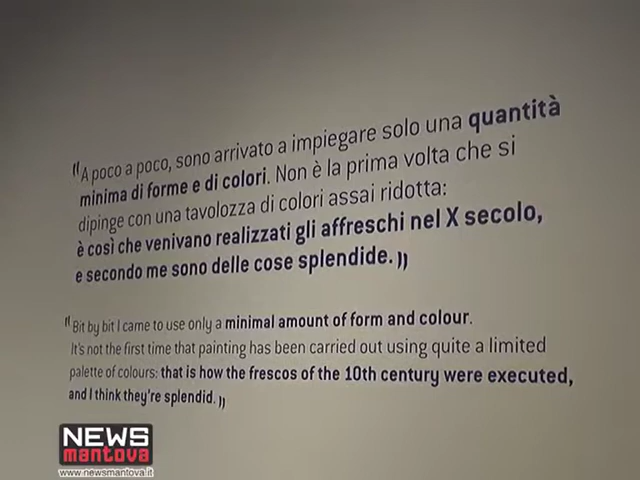 "A poco a poco, sono arrivato a impiegare solo una quantità
minima di forme e di colori. Non è la prima volta che si
dipinge con una tavolozza di colori assai ridotta:
è così che venivano realizzati gli affreschi nel X secolo,
e secondo me sono delle cose splendide."
"Bit by bit I came to use only a minimal amount of form and colour.
It's not the first time that painting has been carried out using quite a limited
palette of colours: that is how the frescos of the 10th century were executed,
and I think they're splendid."
NEWS
mantova
www.newsmantova.it